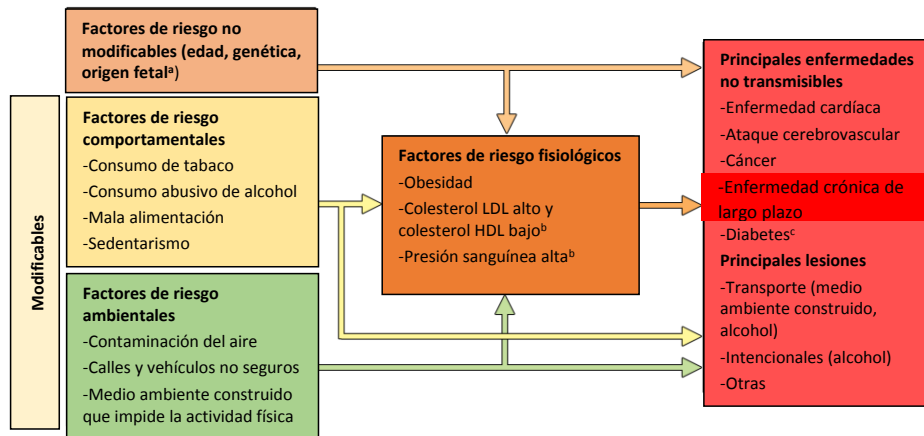 Factores de riesgo no
modificables (edad, genética,
origen fetalᵃ)
Modificables
Factores de riesgo
comportamentales
-Consumo de tabaco
-Consumo abusivo de alcohol
-Mala alimentación
-Sedentarismo
Factores de riesgo
ambientales
-Contaminación del aire
-Calles y vehículos no seguros
-Medio ambiente construido
que impide la actividad física
Factores de riesgo fisiológicos
-Obesidad
-Colesterol LDL alto y
colesterol HDL bajoᵇ
-Presión sanguínea altaᵇ
Principales enfermedades
no transmisibles
-Enfermedad cardíaca
-Ataque cerebrovascular
-Cáncer
-Enfermedad crónica de
largo plazo
-Diabetesᶜ
Principales lesiones
-Transporte (medio
ambiente construido,
alcohol)
-Intencionales (alcohol)
-Otras